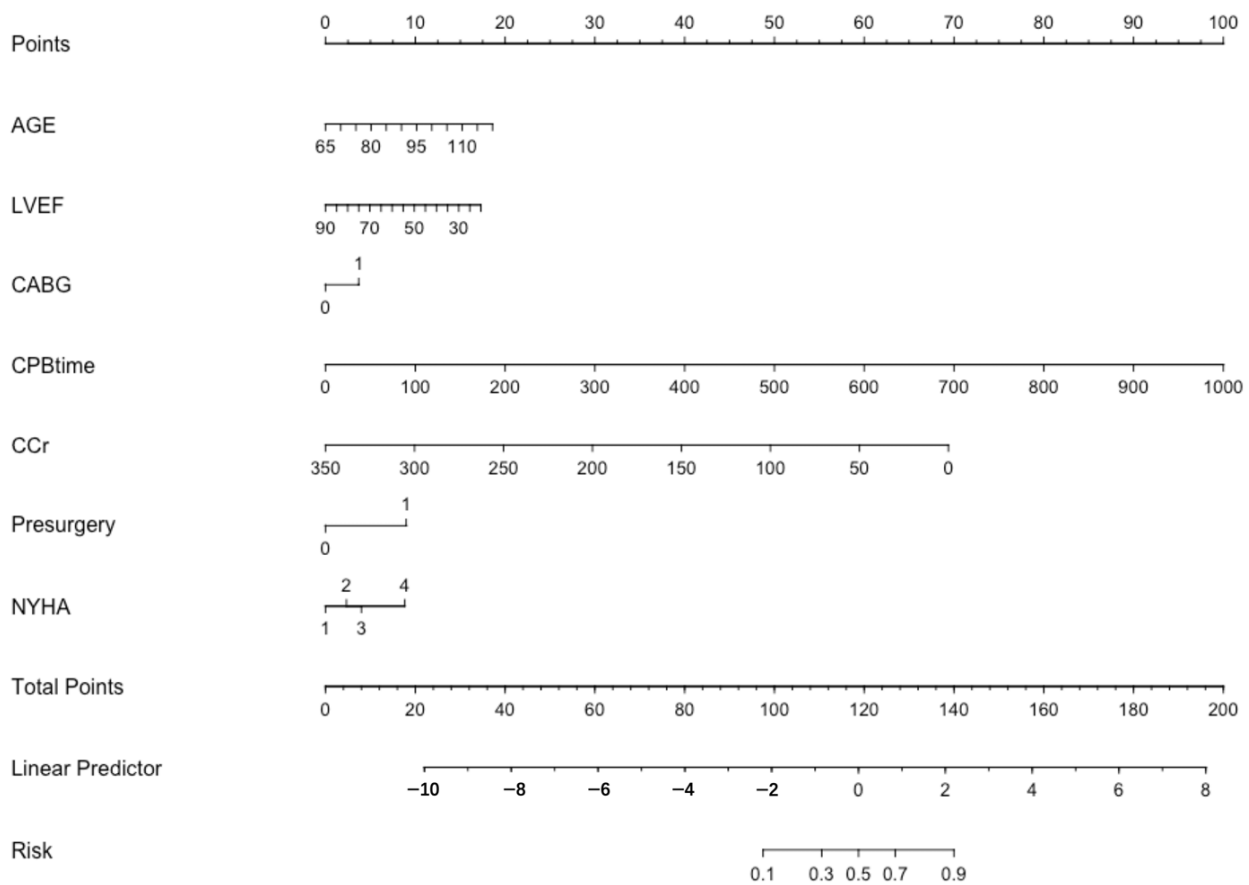 0 10 20 30 40 50 60 70 80 90 100
Points
AGE
65 80 95 110
LVEF
90 70 50 30
1
CABG
0
CPBtime
0 100 200 300 400 500 600 700 800 900 1000
CCr
350 300 250 200 150 100 50 0
1
Presurgery
0
2 4
NYHA
1 3
Total Points
0 20 40 60 80 100 120 140 160 180 200
Linear Predictor
−10 −8 −6 −4 −2 0 2 4 6 8
Risk
0.1 0.3 0.5 0.7 0.9